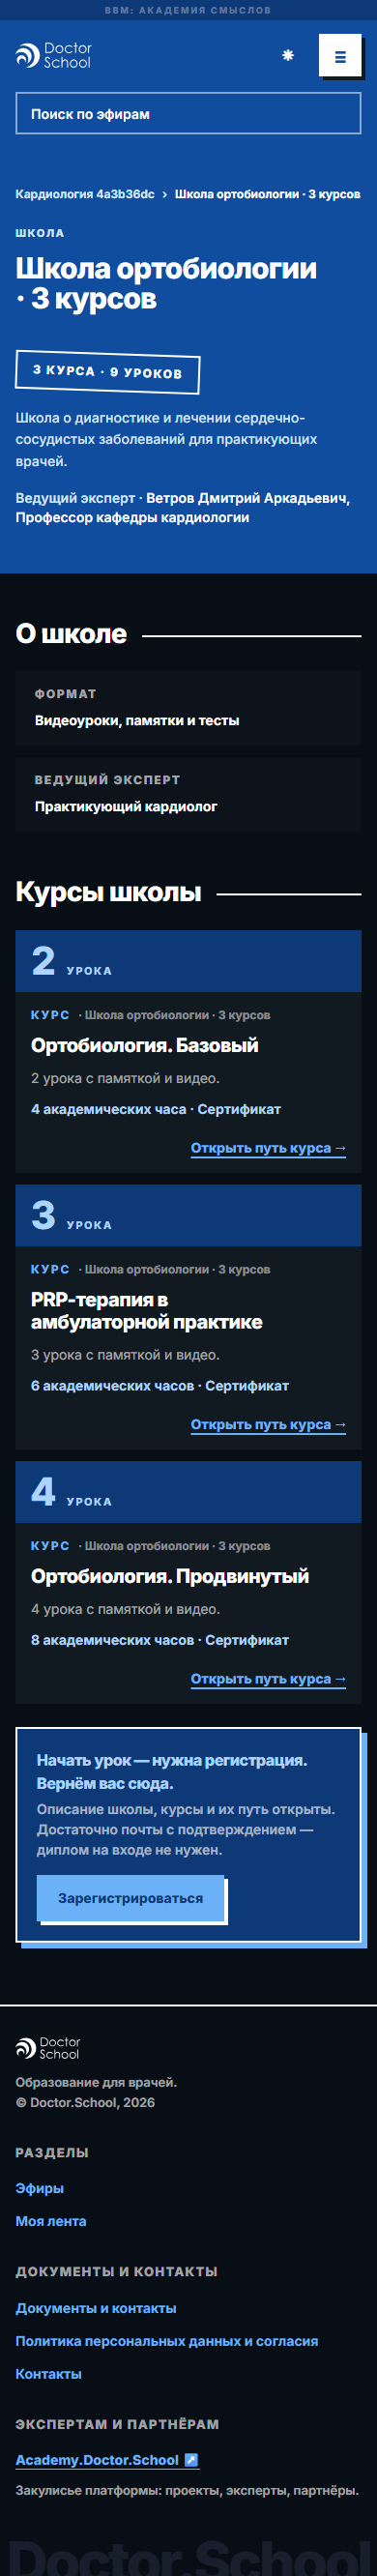 ВВМ: АКАДЕМИЯ СМЫСЛОВ
Doctor
School
Поиск по эфирам
Кардиология 4a3b36dc › Школа ортобиологии · 3 курсов
ШКОЛА
Школа ортобиологии
· 3 курсов
3 КУРСА · 9 УРОКОВ
Школа о диагностике и лечении сердечно-
сосудистых заболеваний для практикующих
врачей.
Ведущий эксперт · Ветров Дмитрий Аркадьевич,
Профессор кафедры кардиологии
О школе
ФОРМАТ
Видеоуроки, памятки и тесты
ВЕДУЩИЙ ЭКСПЕРТ
Практикующий кардиолог
Курсы школы
2 УРОКА
КУРС · Школа ортобиологии · 3 курсов
Ортобиология. Базовый
2 урока с памяткой и видео.
4 академических часа · Сертификат
Открыть путь курса →
3 УРОКА
КУРС · Школа ортобиологии · 3 курсов
PRP-терапия в
амбулаторной практике
3 урока с памяткой и видео.
6 академических часов · Сертификат
Открыть путь курса →
4 УРОКА
КУРС · Школа ортобиологии · 3 курсов
Ортобиология. Продвинутый
4 урока с памяткой и видео.
8 академических часов · Сертификат
Открыть путь курса →
Начать урок — нужна регистрация.
Вернём вас сюда.
Описание школы, курсы и их путь открыты.
Достаточно почты с подтверждением —
диплом на входе не нужен.
Зарегистрироваться
Doctor
School
Образование для врачей.
© Doctor.School, 2026
РАЗДЕЛЫ
Эфиры
Моя лента
ДОКУМЕНТЫ И КОНТАКТЫ
Документы и контакты
Политика персональных данных и согласия
Контакты
ЭКСПЕРТАМ И ПАРТНЁРАМ
Academy.Doctor.School ↗
Закулисье платформы: проекты, эксперты, партнёры.
Doctor.School